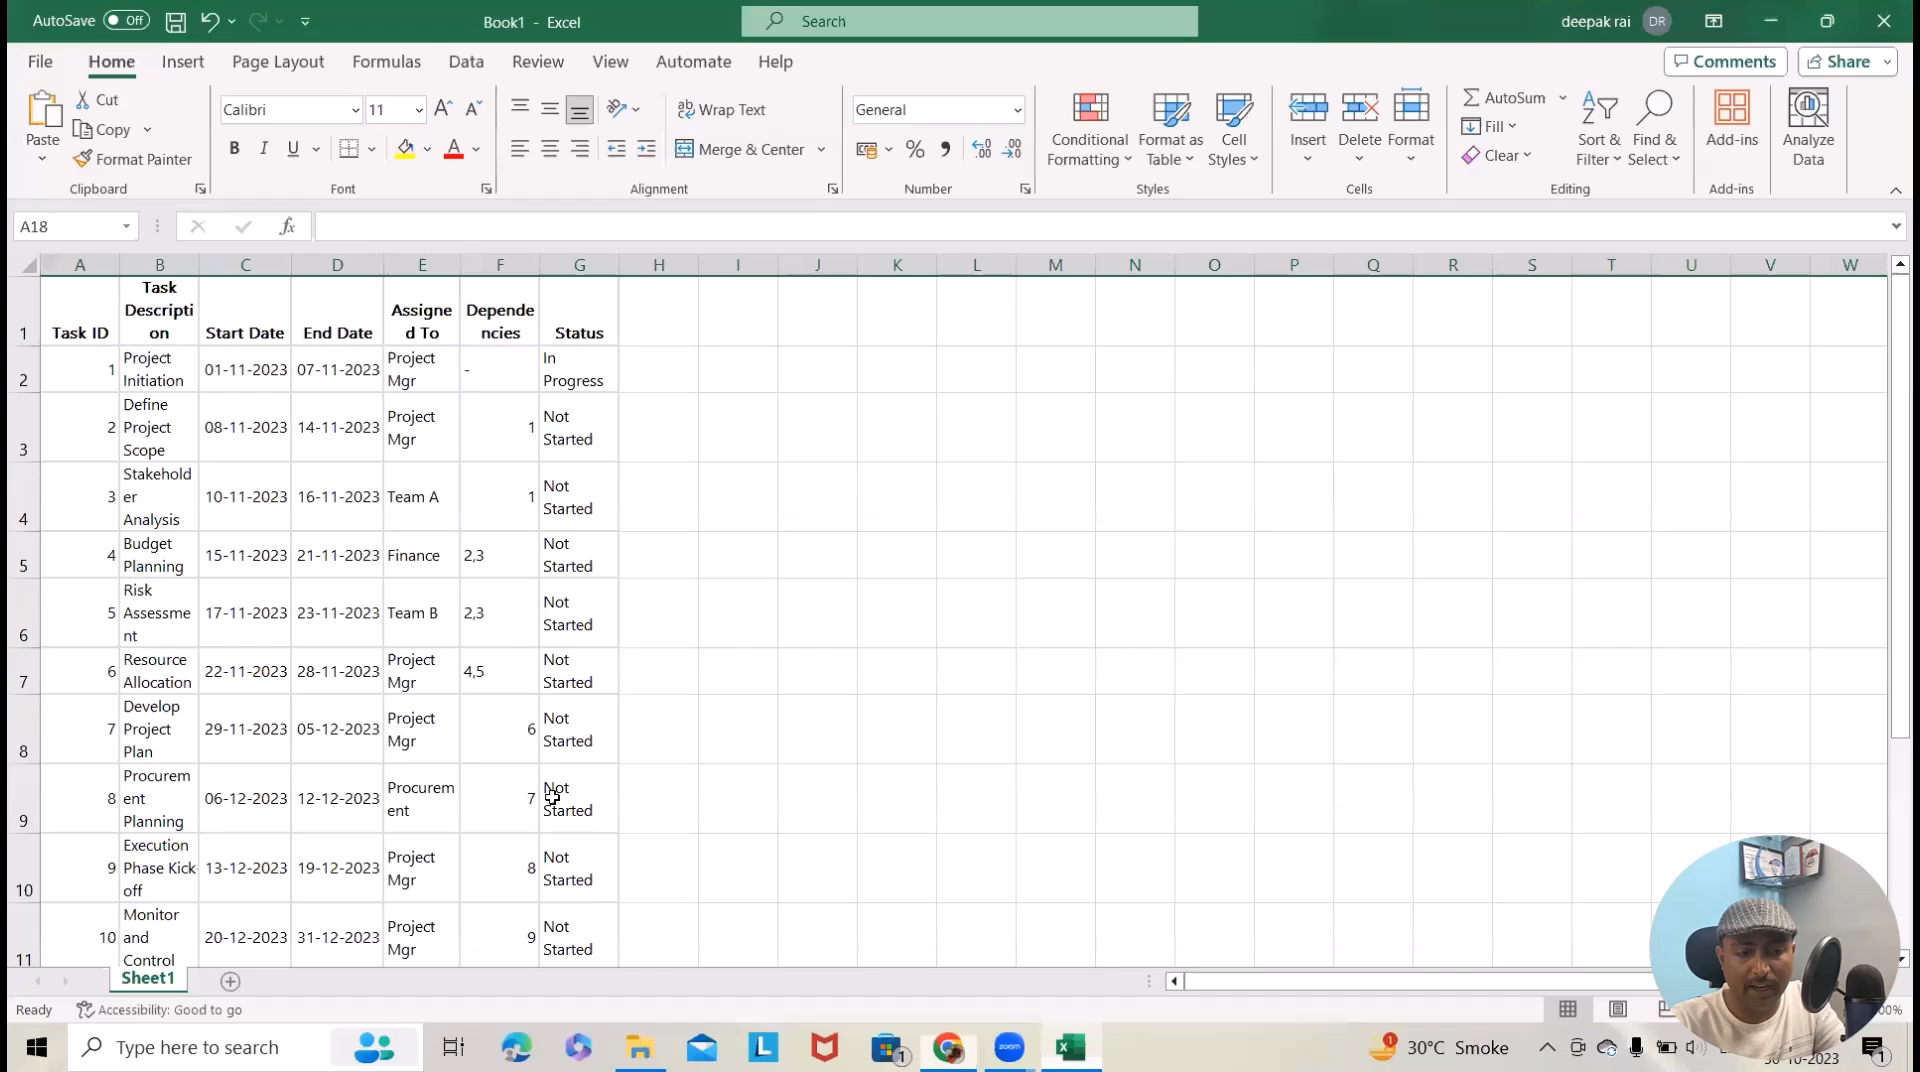 AutoSave Off Book1 - Excel Search deepak rai DR
File Home Insert Page Layout Formulas Data Review View Automate Help Comments Share
Cut
Copy
Format Painter
Paste
Clipboard
Calibri 11
B I U A
Font
Wrap Text
Merge & Center
Alignment
General
% 9
Number
Conditional Formatting
Format as Table
Cell Styles
Styles
Insert Delete Format
Cells
AutoSum
Fill
Clear
Sort & Filter
Find & Select
Editing
Add-ins
Add-ins
Analyze Data
A18 fx
A B C D E F G H I J K L M N O P Q R S T U V W
1 Task ID Task Description Start Date End Date Assigned To Dependencies Status
2 1 Project Initiation 01-11-2023 07-11-2023 Project Mgr - In Progress
3 2 Define Project Scope 08-11-2023 14-11-2023 Project Mgr 1 Not Started
4 3 Stakeholder Analysis 10-11-2023 16-11-2023 Team A 1 Not Started
5 4 Budget Planning 15-11-2023 21-11-2023 Finance 2,3 Not Started
6 5 Risk Assessment 17-11-2023 23-11-2023 Team B 2,3 Not Started
7 6 Resource Allocation 22-11-2023 28-11-2023 Project Mgr 4,5 Not Started
8 7 Develop Project Plan 29-11-2023 05-12-2023 Project Mgr 6 Not Started
9 8 Procurement Planning 06-12-2023 12-12-2023 Procurement 7 Not Started
10 9 Execution Phase Kick-off 13-12-2023 19-12-2023 Project Mgr 8 Not Started
11 10 Monitor and Control 20-12-2023 31-12-2023 Project Mgr 9 Not Started
Sheet1
Ready Accessibility: Good to go
Type here to search L zoom 1 30°C Smoke
30-10-2023 1